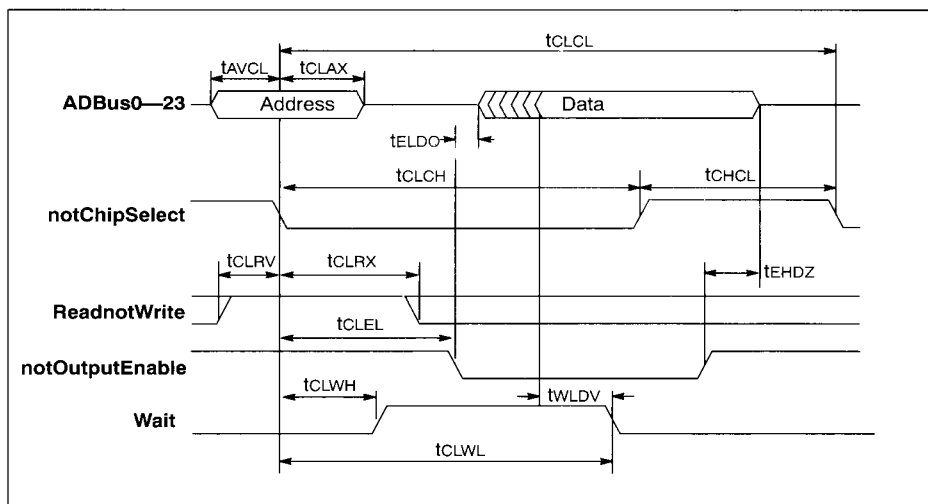 tCLCL
tAVCL tCLAX
ADBus0—23 Address Data
tELDO
tCLCH tCHCL
notChipSelect
tCLRV tCLRX tEHDZ
ReadnotWrite
tCLEL
notOutputEnable
tCLWH tWLDV
Wait
tCLWL